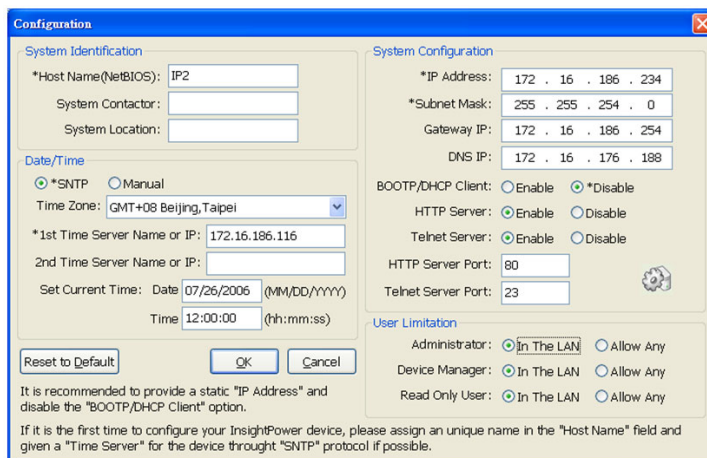 Configuration
System Identification
*Host Name(NetBIOS): IP2
System Contactor:
System Location:
Date/Time
*SNTP Manual
Time Zone: GMT+08 Beijing,Taipei
*1st Time Server Name or IP: 172.16.186.116
2nd Time Server Name or IP:
Set Current Time: Date 07/26/2006 (MM/DD/YYYY)
Time 12:00:00 (hh:mm:ss)
Reset to Default OK Cancel
It is recommended to provide a static "IP Address" and
disable the "BOOTP/DHCP Client" option.
System Configuration
*IP Address: 172 . 16 . 186 . 234
*Subnet Mask: 255 . 255 . 254 . 0
Gateway IP: 172 . 16 . 186 . 254
DNS IP: 172 . 16 . 176 . 188
BOOTP/DHCP Client: Enable *Disable
HTTP Server: Enable Disable
Telnet Server: Enable Disable
HTTP Server Port: 80
Telnet Server Port: 23
User Limitation
Administrator: In The LAN Allow Any
Device Manager: In The LAN Allow Any
Read Only User: In The LAN Allow Any
If it is the first time to configure your InsightPower device, please assign an unique name in the "Host Name" field and
given a "Time Server" for the device throught "SNTP" protocol if possible.